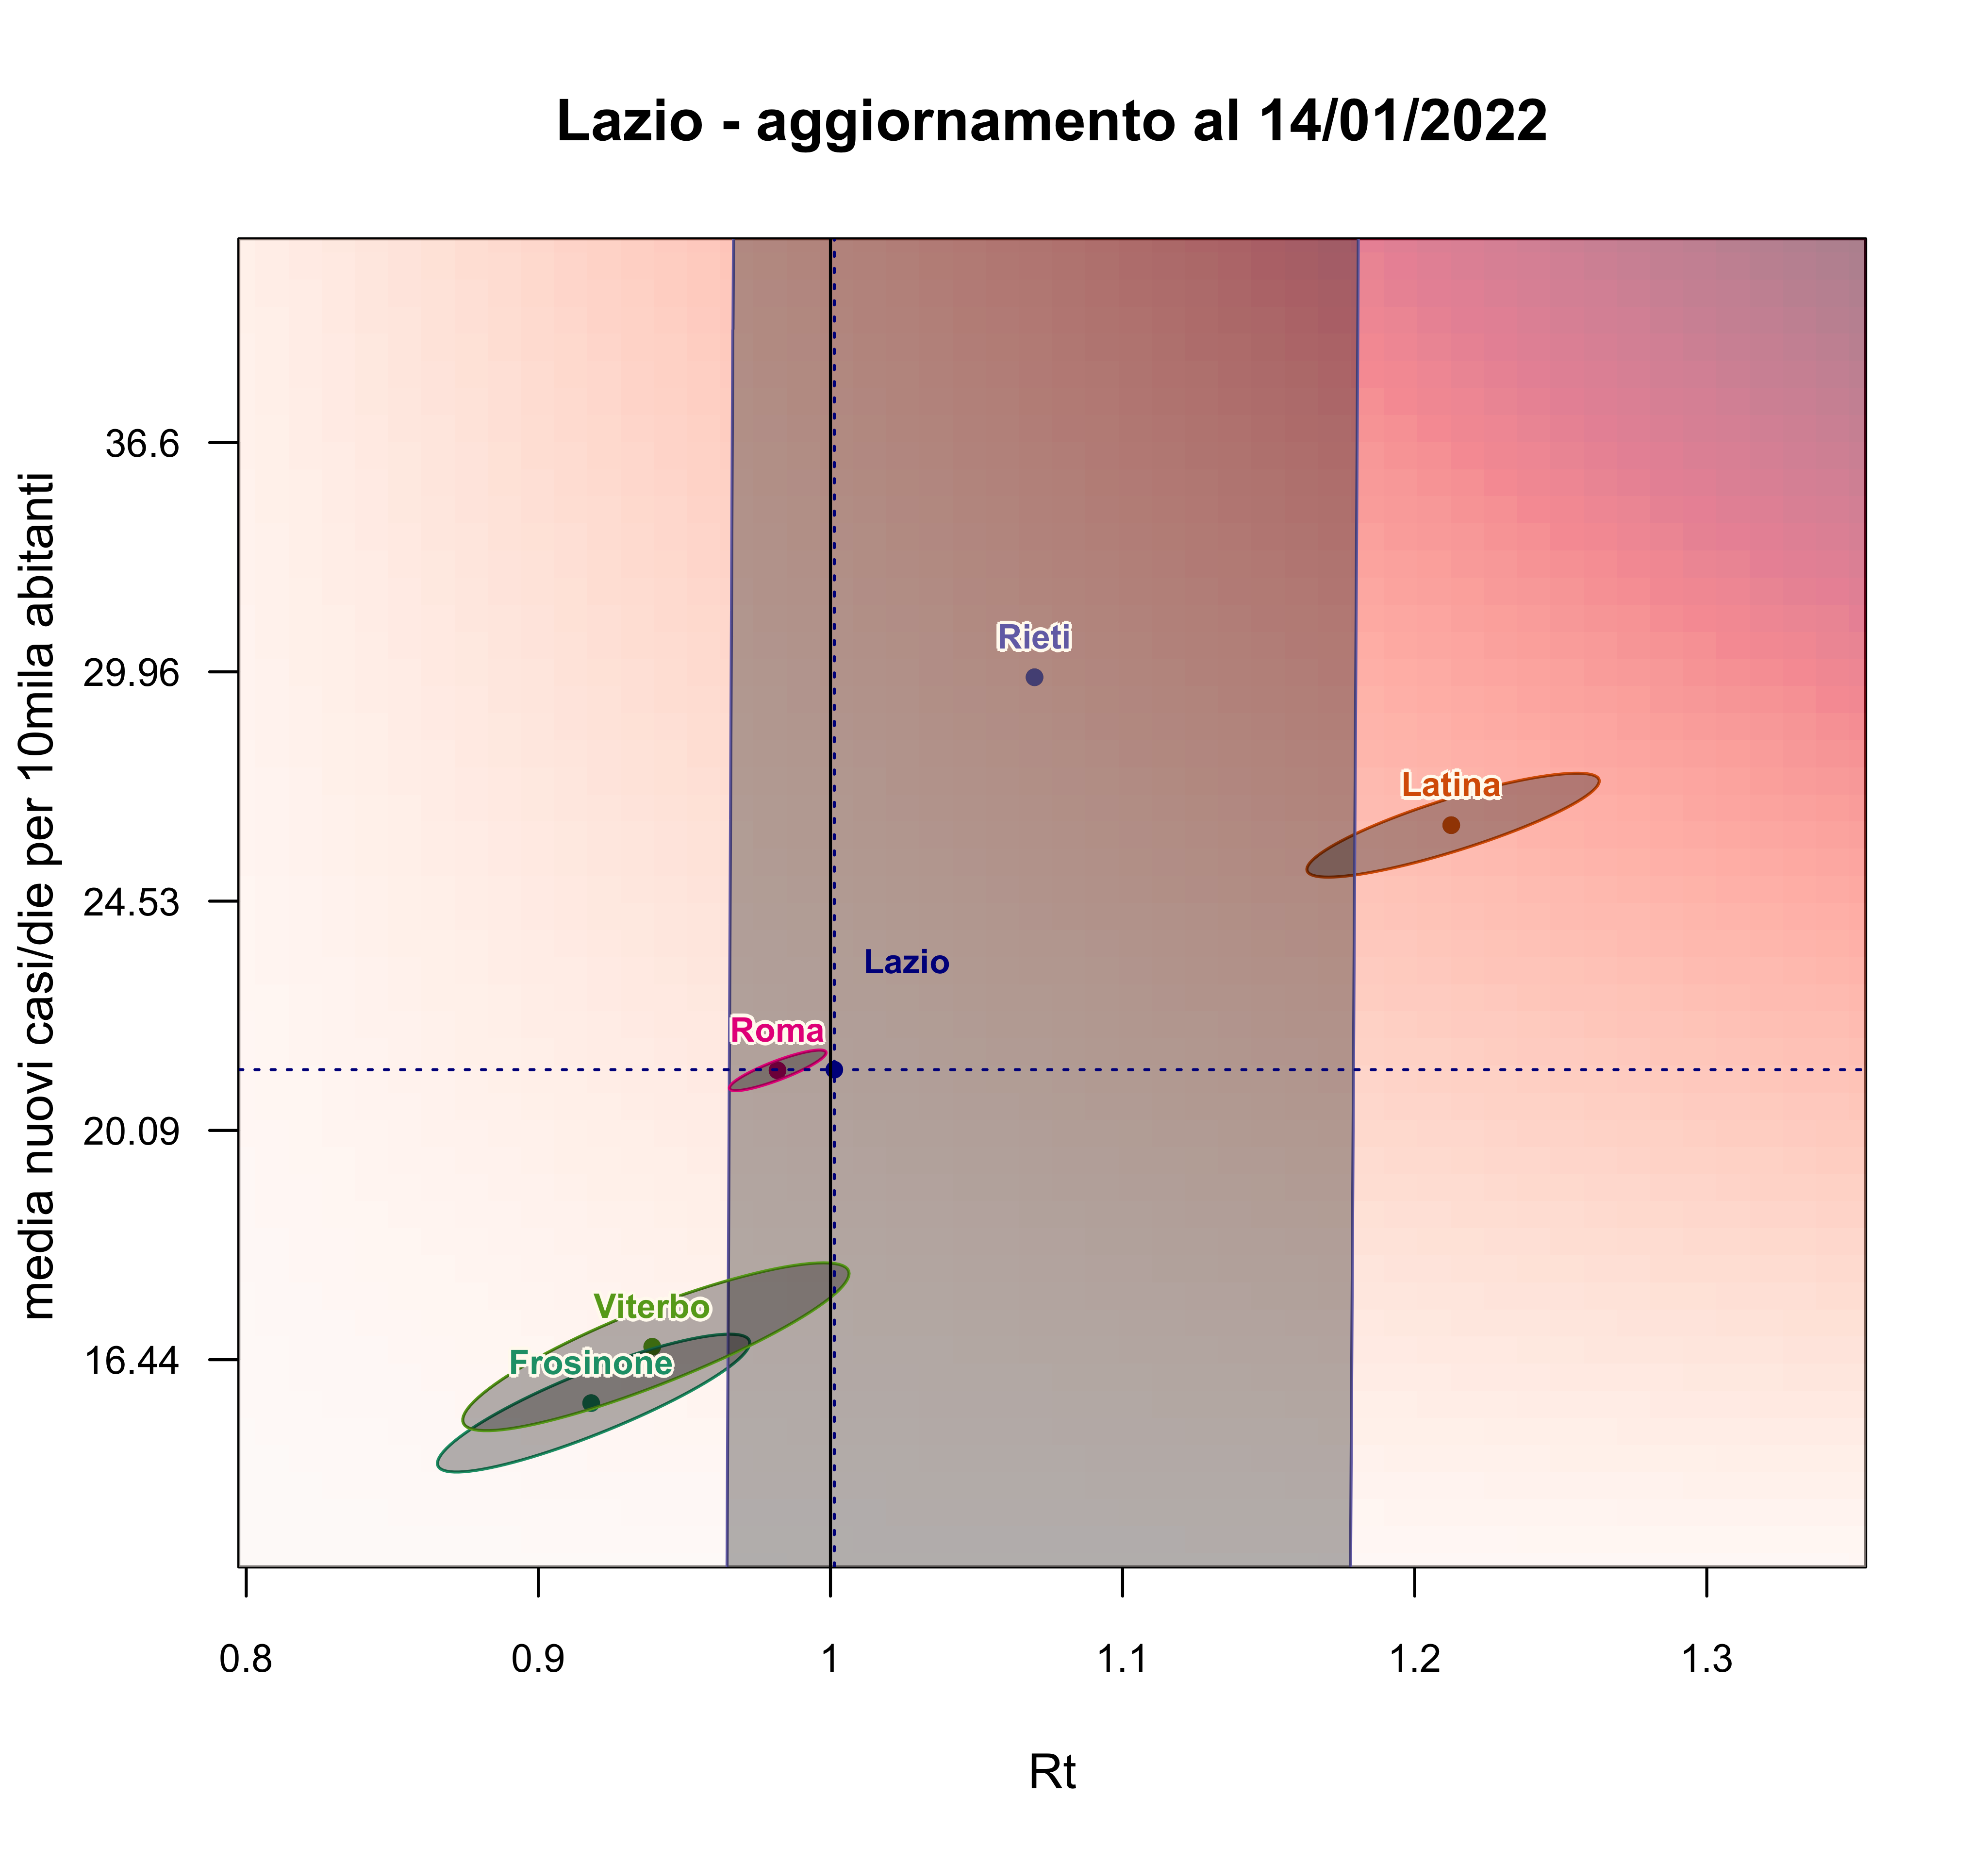 Lazio - aggiornamento al 14/01/2022
media nuovi casi/die per 10mila abitanti
36.6
29.96
24.53
20.09
16.44
Rieti
Latina
Lazio
Roma
Viterbo
Frosinone
0.8 0.9 1 1.1 1.2 1.3
Rt